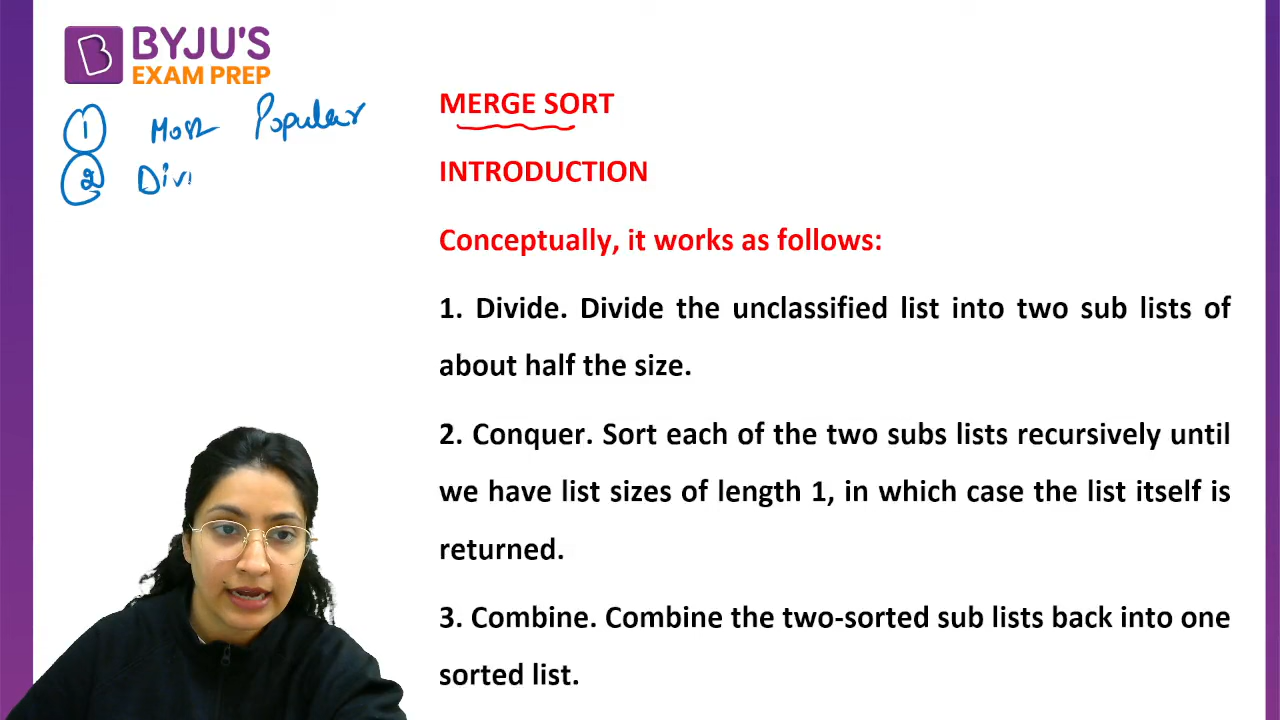 BYJU'S
EXAM PREP
1 Most Popular
2 Divi
MERGE SORT
INTRODUCTION
Conceptually, it works as follows:
1. Divide. Divide the unclassified list into two sub lists of
about half the size.
2. Conquer. Sort each of the two subs lists recursively until
we have list sizes of length 1, in which case the list itself is
returned.
3. Combine. Combine the two-sorted sub lists back into one
sorted list.